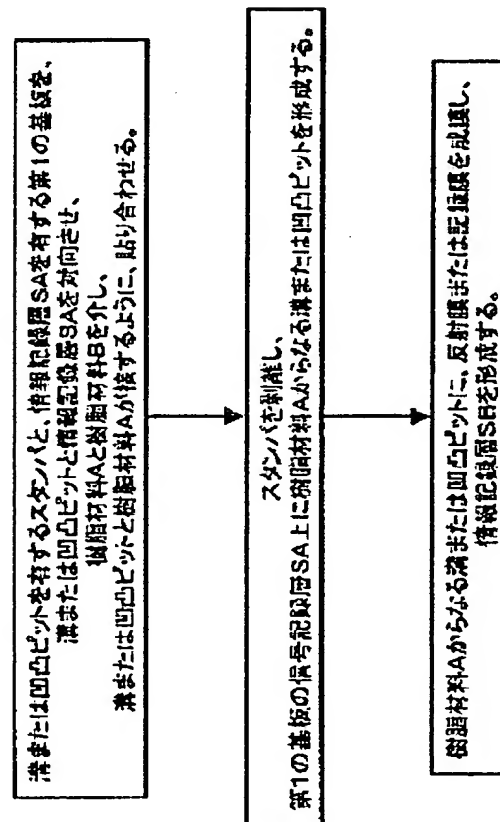 溝または凹凸ピットを有するスタンパと、情報記録層SAを有する第1の基板を、
溝または凹凸ピットと情報記録層SAを対向させ、
樹脂材料Aと樹脂材料Bを介し、
溝または凹凸ピットと樹脂材料Aが接するように、貼り合わせる。
スタンパを剥離し、
第1の基板の信号記録層SA上に樹脂材料Aからなる溝または凹凸ピットを形成する。
樹脂材料Aからなる溝または凹凸ピットに、反射膜または記録膜を成膜し、
情報記録層SBを形成する。